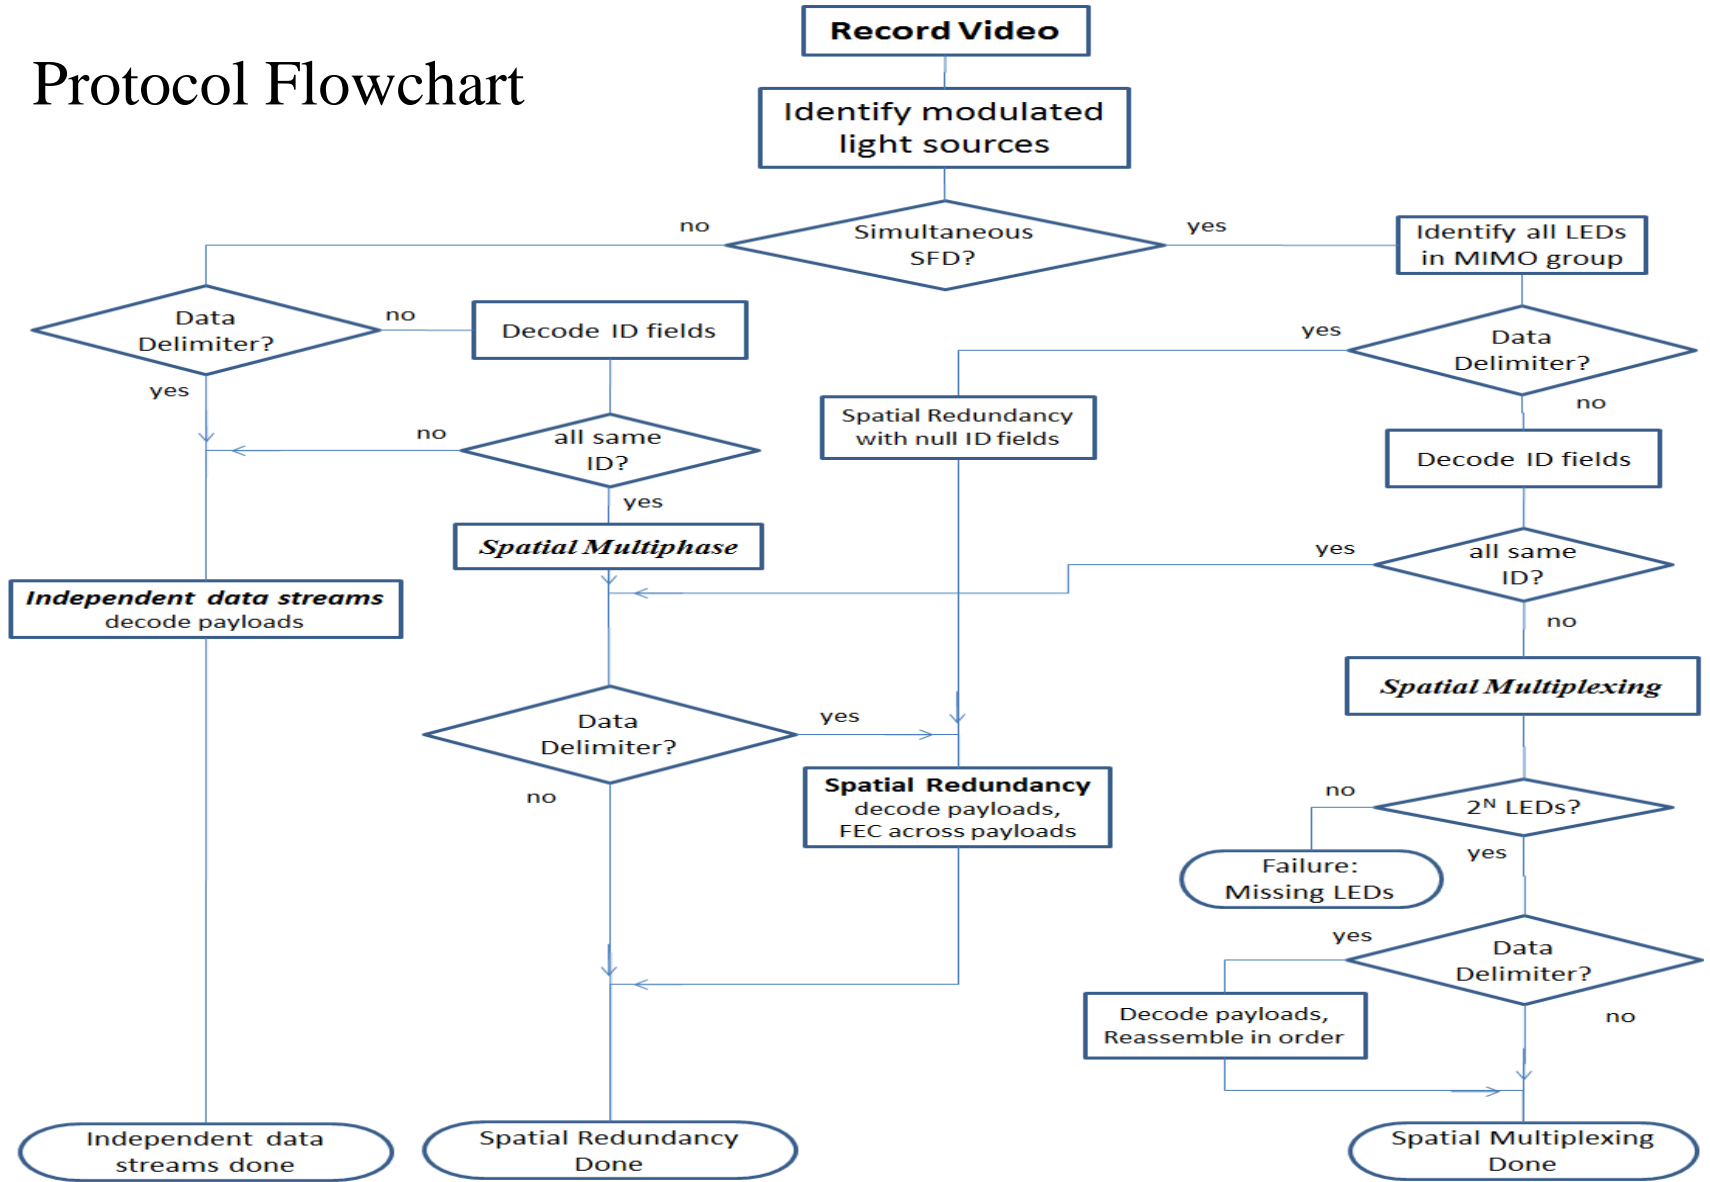 Protocol Flowchart
Record Video
Identify modulated
light sources
no
Simultaneous
SFD?
yes
Identify all LEDs
in MIMO group
Data
Delimiter?
no
Decode ID fields
yes
yes
Data
Delimiter?
no
Spatial Redundancy
with null ID fields
no
all same
ID?
yes
Decode ID fields
Spatial Multiphase
yes
all same
ID?
no
Independent data streams
decode payloads
Spatial Multiplexing
Data
Delimiter?
yes
no
Spatial Redundancy
decode payloads,
FEC across payloads
no
2ᴺ LEDs?
yes
Failure:
Missing LEDs
yes
Data
Delimiter?
no
Decode payloads,
Reassemble in order
Independent data
streams done
Spatial Redundancy
Done
Spatial Multiplexing
Done